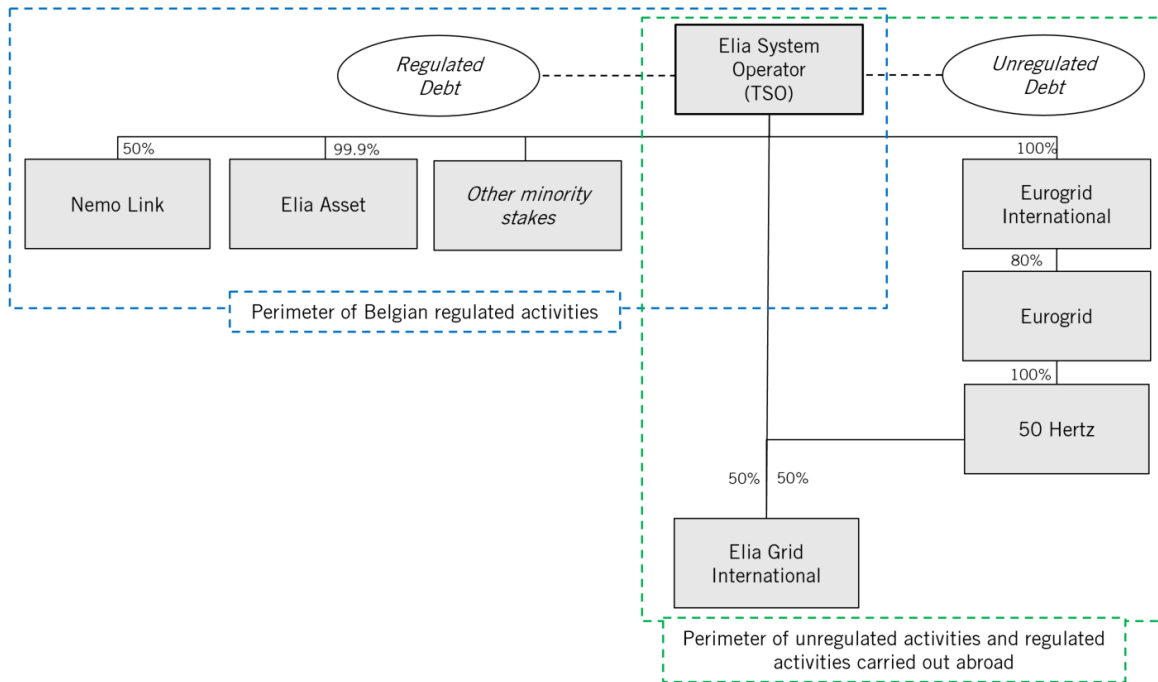 Elia System
Operator
(TSO)
Regulated
Debt
Unregulated
Debt
50%
99.9%
100%
Nemo Link
Elia Asset
Other minority
stakes
Eurogrid
International
80%
Perimeter of Belgian regulated activities
Eurogrid
100%
50 Hertz
50%
50%
Elia Grid
International
Perimeter of unregulated activities and regulated
activities carried out abroad